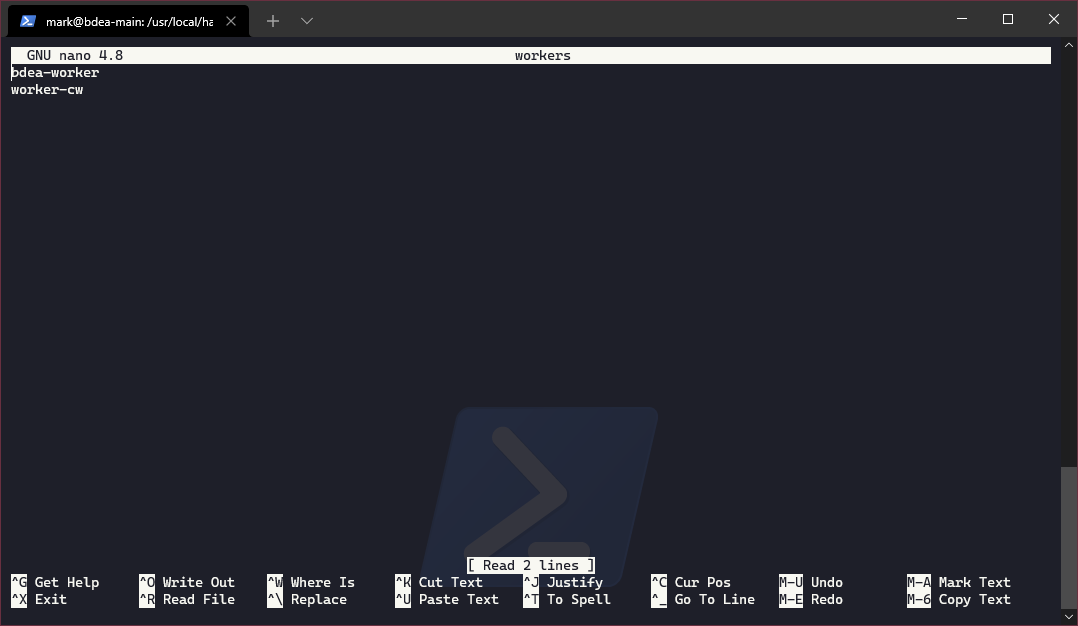 mark@bdea-main: /usr/local/ha
GNU nano 4.8 workers
bdea-worker
worker-cw
[ Read 2 lines ]
^G Get Help ^O Write Out ^W Where Is ^K Cut Text ^J Justify ^C Cur Pos M-U Undo M-A Mark Text
^X Exit ^R Read File ^\ Replace ^U Paste Text ^T To Spell ^_ Go To Line M-E Redo M-6 Copy Text